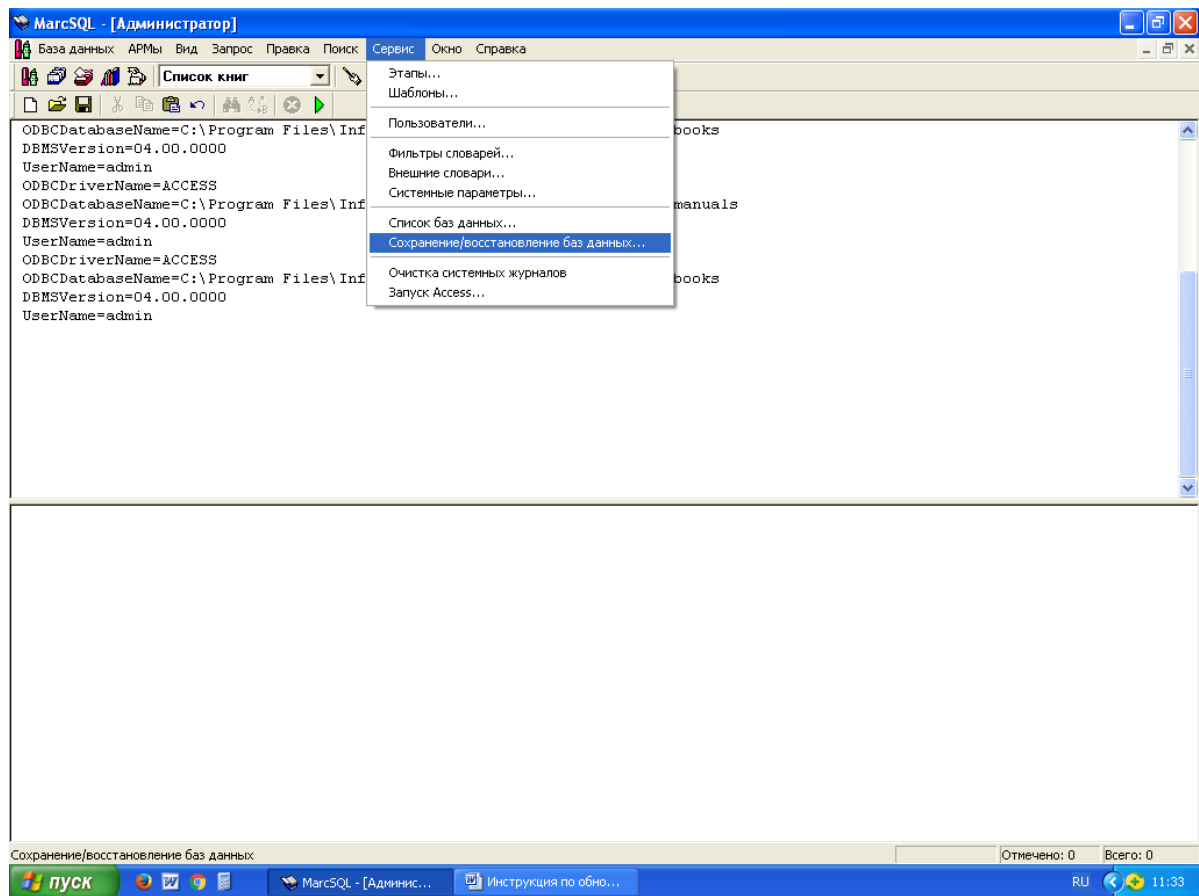 MarcSQL - [Администратор]
База данных АРМы Вид Запрос Правка Поиск Сервис Окно Справка
Список книг
Этапы...
Шаблоны...
Пользователи...
Фильтры словарей...
Внешние словари...
Системные параметры...
Список баз данных...
Сохранение/восстановление баз данных...
Очистка системных журналов
Запуск Access...
ODBCDatabaseName=C:\Program Files\Inf books
DBMSVersion=04.00.0000
UserName=admin
ODBCDriverName=ACCESS
ODBCDatabaseName=C:\Program Files\Inf manuals
DBMSVersion=04.00.0000
UserName=admin
ODBCDriverName=ACCESS
ODBCDatabaseName=C:\Program Files\Inf books
DBMSVersion=04.00.0000
UserName=admin
Сохранение/восстановление баз данных Отмечено: 0 Всего: 0
пуск MarcSQL - [Админис... Инструкция по обно... RU 11:33